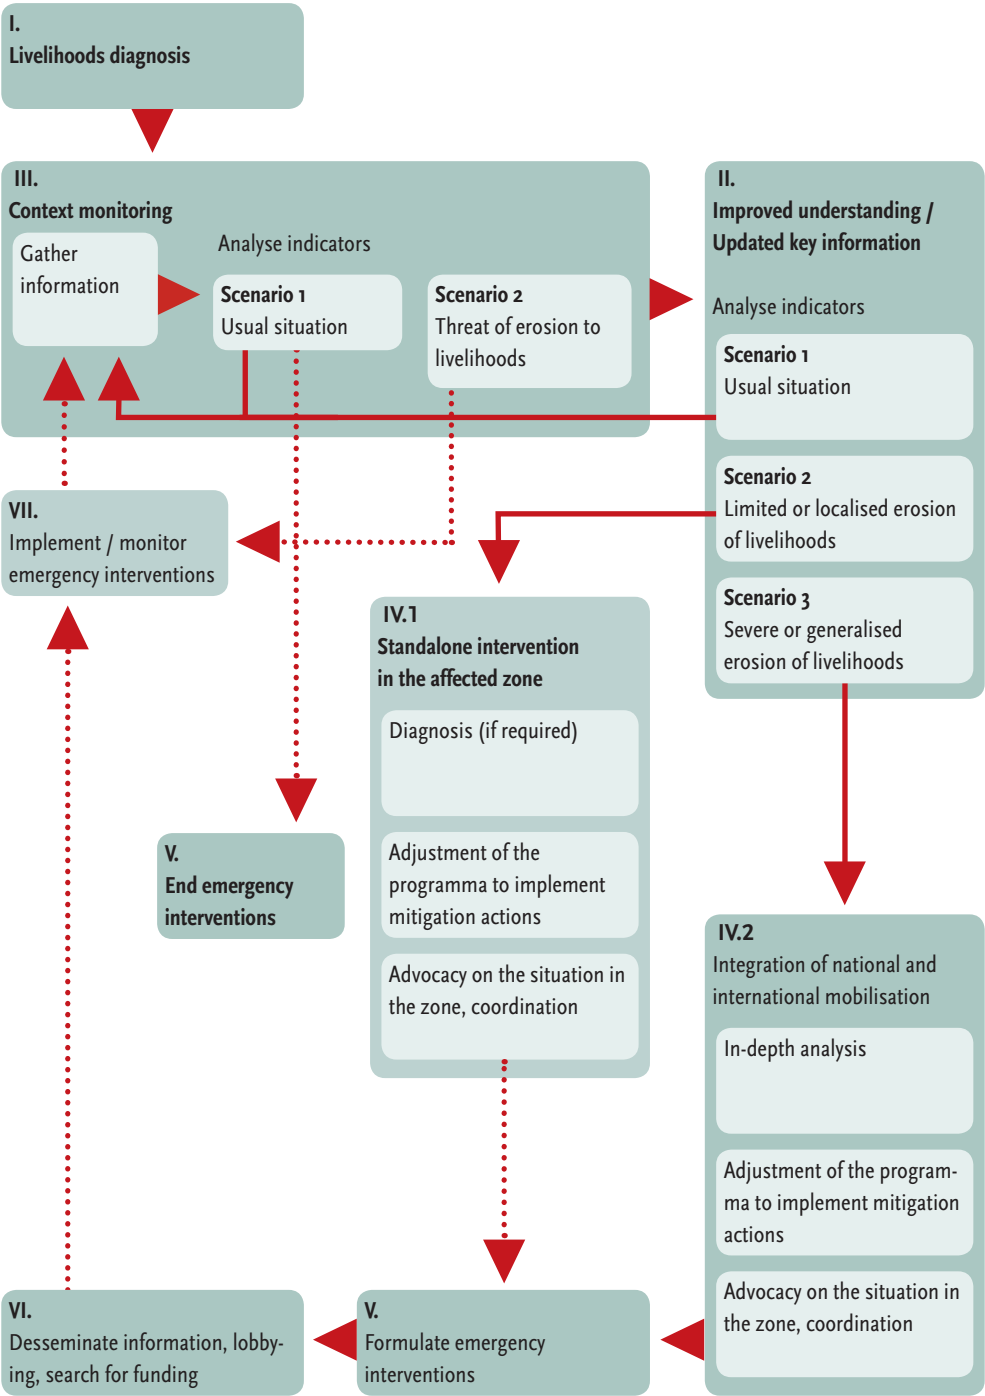 I.
Livelihoods diagnosis
III.
Context monitoring
Gather
information
Analyse indicators
Scenario 1
Usual situation
Scenario 2
Threat of erosion to
livelihoods
II.
Improved understanding /
Updated key information
Analyse indicators
Scenario 1
Usual situation
Scenario 2
Limited or localised erosion
of livelihoods
Scenario 3
Severe or generalised
erosion of livelihoods
VII.
Implement / monitor
emergency interventions
IV.1
Standalone intervention
in the affected zone
Diagnosis (if required)
Adjustment of the
programma to implement
mitigation actions
Advocacy on the situation in
the zone, coordination
V.
End emergency
interventions
IV.2
Integration of national and
international mobilisation
In-depth analysis
Adjustment of the program-
ma to implement mitigation
actions
Advocacy on the situation in
the zone, coordination
VI.
Desseminate information, lobby-
ing, search for funding
V.
Formulate emergency
interventions